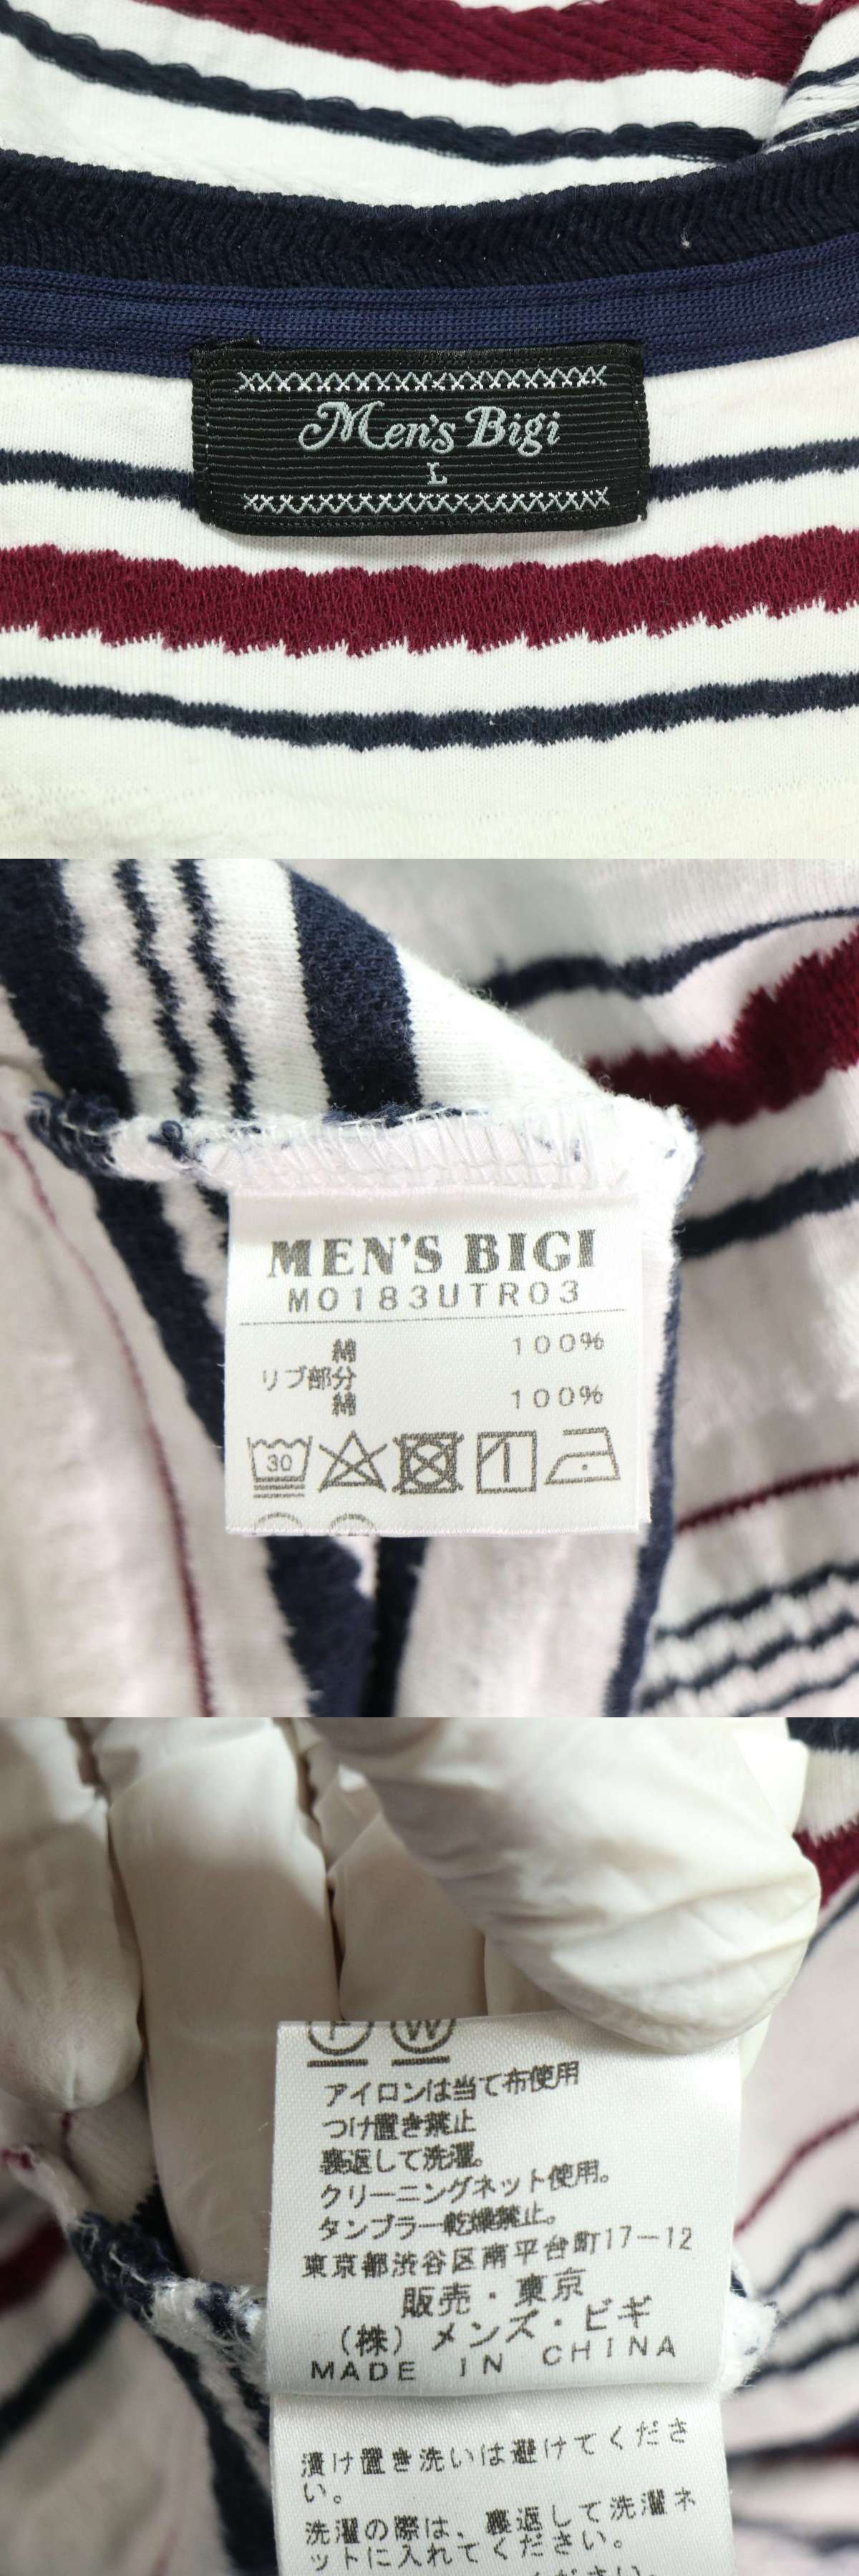 Men's Bigi
L
MEN'S BIGI
M0183UTR03
綿 100%
リブ部分
綿 100%
30
F W
アイロンは当て布使用
つけ置き禁止
裏返して洗濯。
クリーニングネット使用。
タンブラー乾燥禁止。
東京都渋谷区南平台町17-12
販売・東京
(株) メンズ・ビギ
MADE IN CHINA
漬け置き洗いは避けてくださ
い。
洗濯の際は、裏返して洗濯ネ
ットに入れてください。